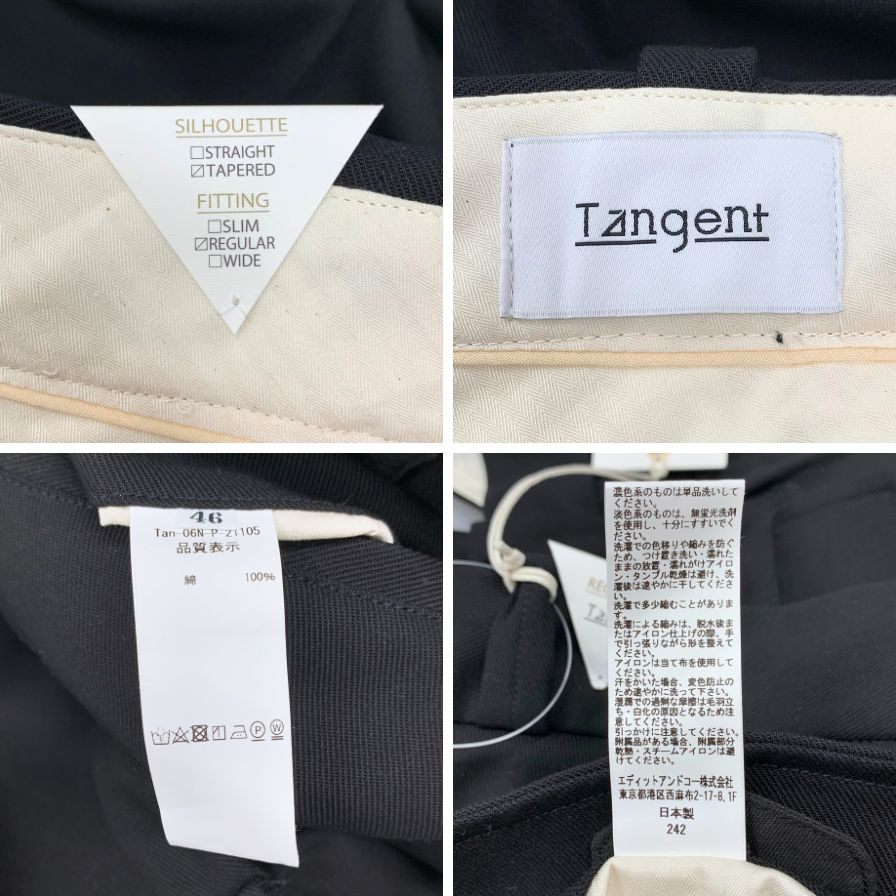 SILHOUETTE
☐STRAIGHT
☑TAPERED
FITTING
☐SLIM
☑REGULAR
☐WIDE
Tangent
46
Tan-06N-P-21105
品質表示
綿 100%
P W
濃色系のものは単品洗いして
ください。
淡色系のものは、無蛍光洗剤
を使用し、十分にすすいでく
ださい。
洗濯での色移りや縮みを防ぐ
ため、つけ置き洗い・濡れた
ままの放置・濡れがけアイロ
ン・タンブル乾燥は避け、洗
濯後は速やかに干してくださ
い。
洗濯で多少縮むことがありま
す。
洗濯による縮みは、脱水後ま
たはアイロン仕上げの際、手
で引っ張りながら形を整えて
ください。
アイロンは当て布を使用して
ください。
汗をかいた場合、変色防止の
ため速やかに洗って下さい。
湿潤での過剰な摩擦は毛羽立
ち・白化の原因となるため注
意してください。
引っかけに注意してください。
附属品がある場合、附属部分
乾熱・スチームアイロンは避
けてください。
エディットアンドコー株式会社
東京都港区西麻布2-17-8,1F
日本製
242